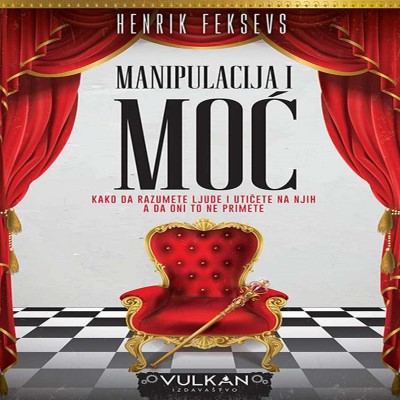 HENRIK FEKSEVS
MANIPULACIJA I
MOĆ
KAKO DA RAZUMETE LJUDE I UTIČETE NA NJIH
A DA ONI TO NE PRIMETE
VULKAN
IZDAVAŠTVO